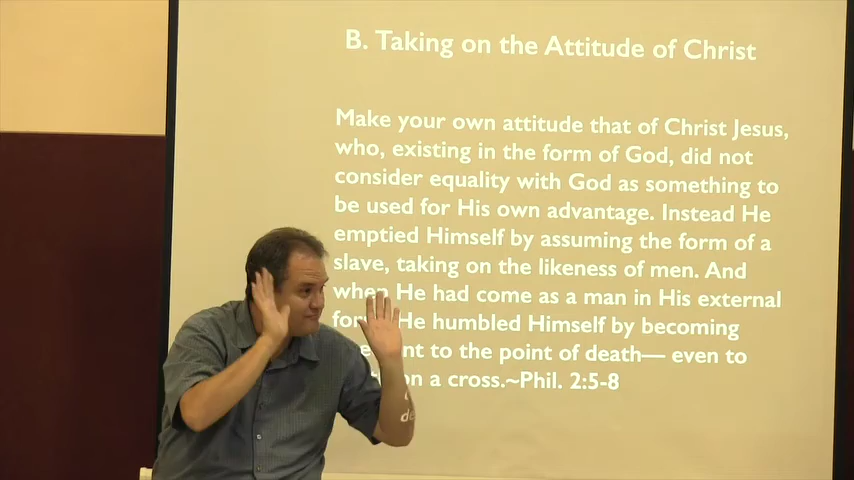 B. Taking on the Attitude of Christ
Make your own attitude that of Christ Jesus,
who, existing in the form of God, did not
consider equality with God as something to
be used for His own advantage. Instead He
emptied Himself by assuming the form of a
slave, taking on the likeness of men. And
when He had come as a man in His external
He humbled Himself by becoming
to the point of death— even to
on a cross.~Phil. 2:5-8